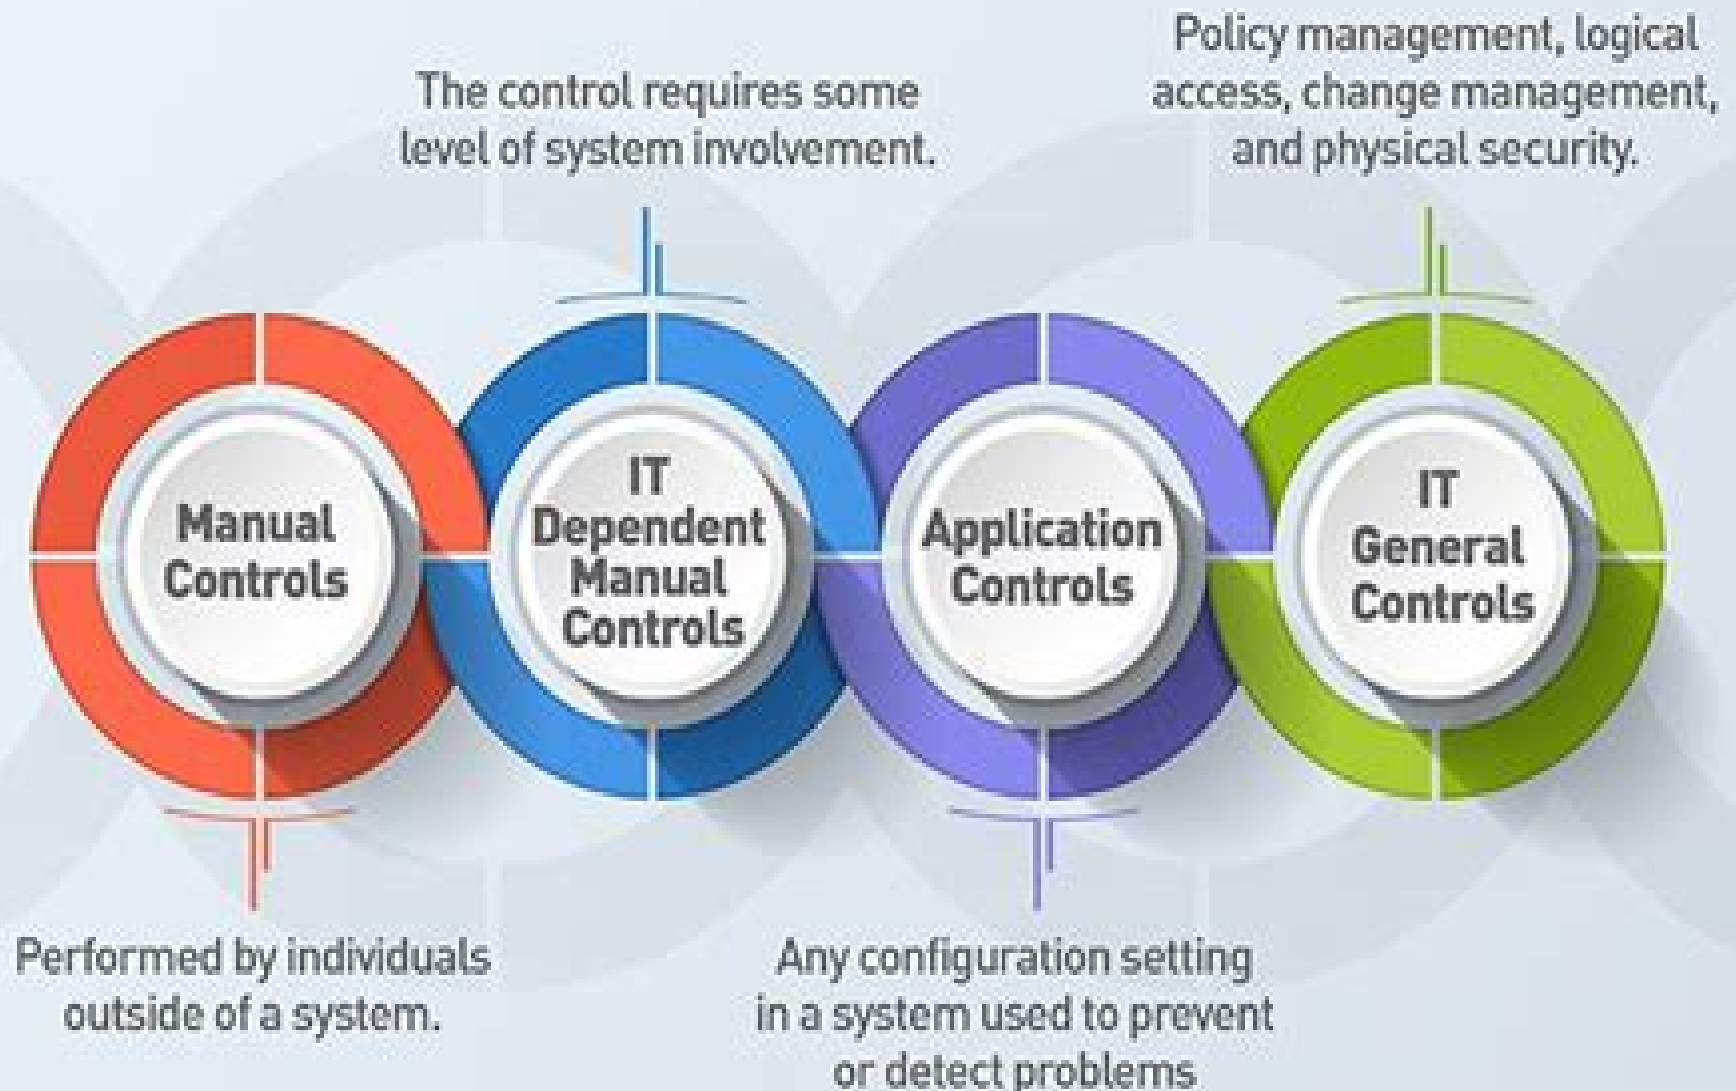 Policy management, logical
access, change management,
and physical security.
The control requires some
level of system involvement.
Manual
Controls
IT
Dependent
Manual
Controls
Application
Controls
IT
General
Controls
Performed by individuals
outside of a system.
Any configuration setting
in a system used to prevent
or detect problems